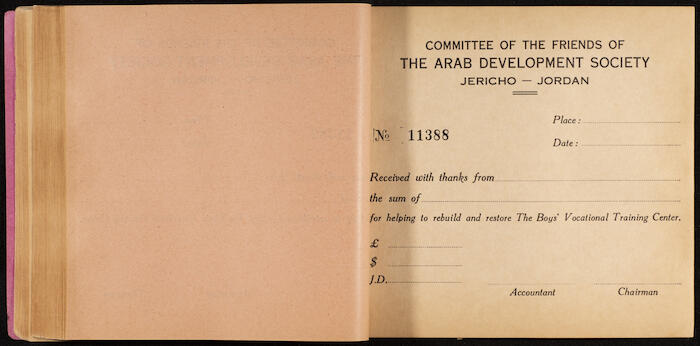 COMMITTEE OF THE FRIENDS OF
THE ARAB DEVELOPMENT SOCIETY
JERICHO — JORDAN
Place:
№ 11388
Date:
Received with thanks from
the sum of
for helping to rebuild and restore The Boys' Vocational Training Center.
£
$
J.D.
Accountant Chairman